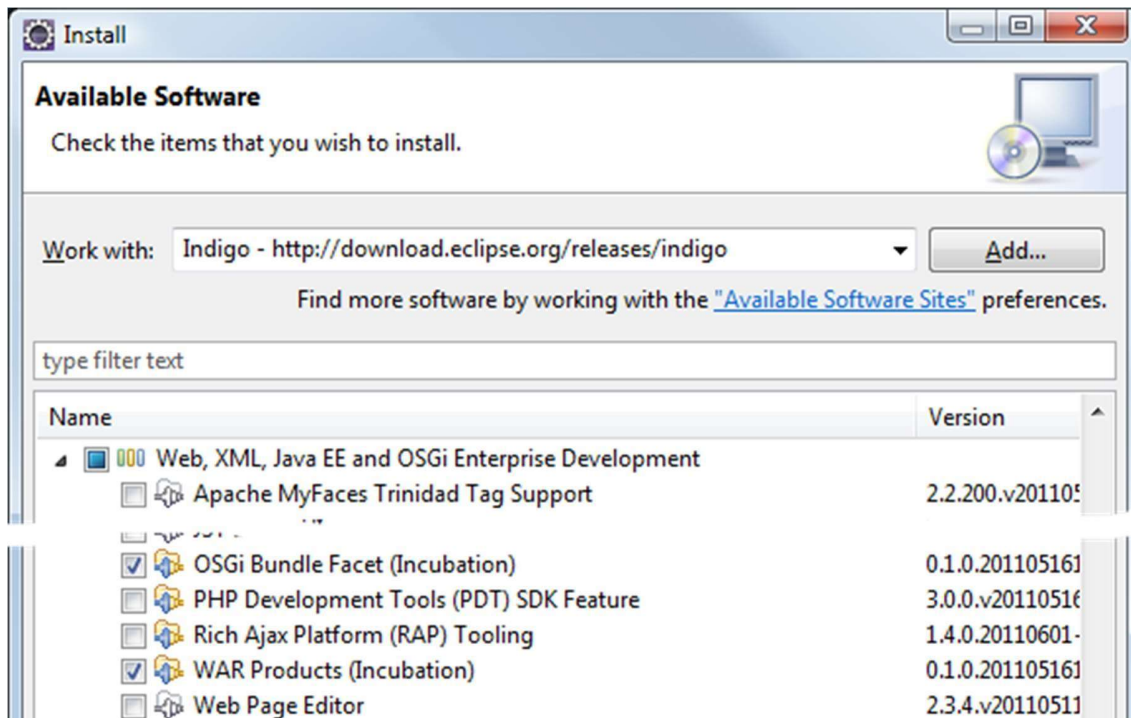 Install
Available Software
Check the items that you wish to install.
Work with: Indigo - http://download.eclipse.org/releases/indigo Add...
Find more software by working with the "Available Software Sites" preferences.
type filter text
Name Version
Web, XML, Java EE and OSGi Enterprise Development
Apache MyFaces Trinidad Tag Support 2.2.200.v201105
OSGi Bundle Facet (Incubation) 0.1.0.201105161
PHP Development Tools (PDT) SDK Feature 3.0.0.v20110516
Rich Ajax Platform (RAP) Tooling 1.4.0.20110601-
WAR Products (Incubation) 0.1.0.201105161
Web Page Editor 2.3.4.v20110511